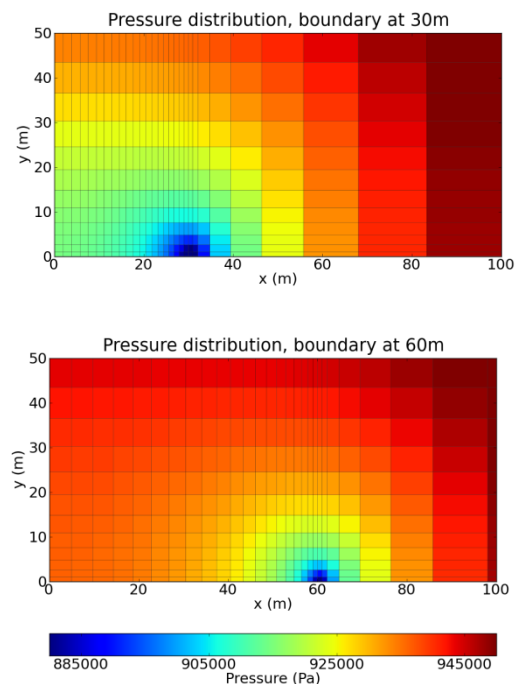 Pressure distribution, boundary at 30m
50
40
30
20
10
0
y (m)
0 20 40 60 80 100
x (m)
Pressure distribution, boundary at 60m
50
40
30
20
10
0
y (m)
0 20 40 60 80 100
x (m)
885000 905000 925000 945000
Pressure (Pa)